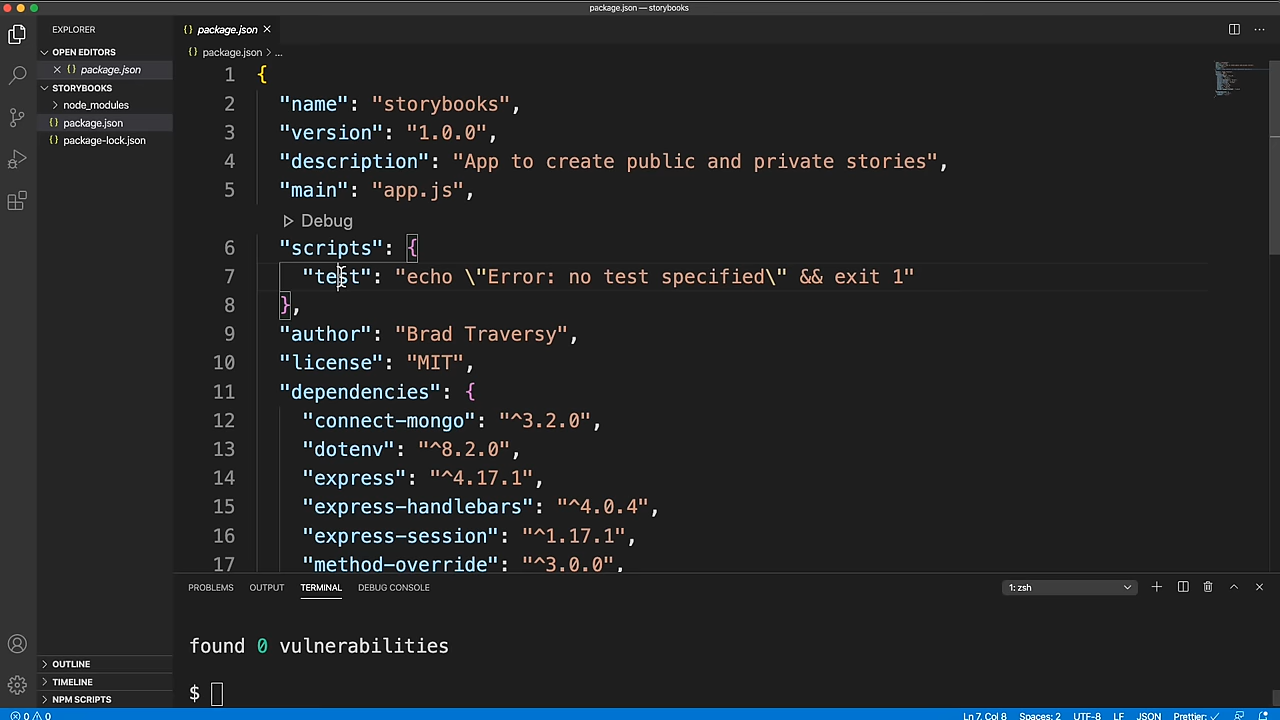 package.json — storybooks
EXPLORER
OPEN EDITORS
package.json
STORYBOOKS
node_modules
package.json
package-lock.json
OUTLINE
TIMELINE
NPM SCRIPTS
package.json
package.json > ...
1 {
2 "name": "storybooks",
3 "version": "1.0.0",
4 "description": "App to create public and private stories",
5 "main": "app.js",
Debug
6 "scripts": {
7 "test": "echo \"Error: no test specified\" && exit 1"
8 },
9 "author": "Brad Traversy",
10 "license": "MIT",
11 "dependencies": {
12 "connect-mongo": "^3.2.0",
13 "dotenv": "^8.2.0",
14 "express": "^4.17.1",
15 "express-handlebars": "^4.0.4",
16 "express-session": "^1.17.1",
17 "method-override": "^3.0.0",
PROBLEMS OUTPUT TERMINAL DEBUG CONSOLE 1: zsh
found 0 vulnerabilities
$
0 0 Ln 7, Col 8 Spaces: 2 UTF-8 LF JSON Prettier: ✓